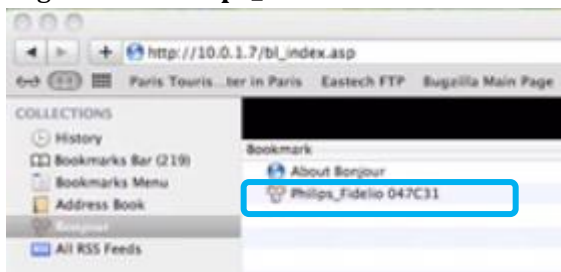 http://10.0.1.7/bl_index.asp
Paris Touris...ter in Paris Eastech FTP Bugzilla Main Page
COLLECTIONS
History
Bookmarks Bar (219)
Bookmarks Menu
Address Book
Bonjour
All RSS Feeds
Bookmark
About Bonjour
Philips_Fidelio 047C31